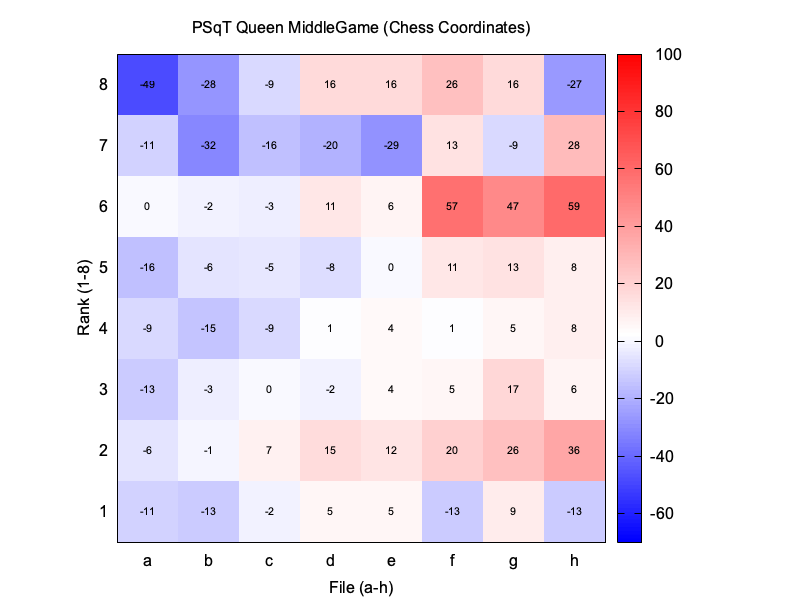 PSqT Queen MiddleGame (Chess Coordinates)
100
8 -49 -28 -9 16 16 26 16 -27
80
7 -11 -32 -16 -20 -29 13 -9 28
60
6 0 -2 -3 11 6 57 47 59
40
5 -16 -6 -5 -8 0 11 13 8
20
Rank (1-8)
4 -9 -15 -9 1 4 1 5 8
0
3 -13 -3 0 -2 4 5 17 6
-20
2 -6 -1 7 15 12 20 26 36
-40
1 -11 -13 -2 5 5 -13 9 -13
-60
a b c d e f g h
File (a-h)